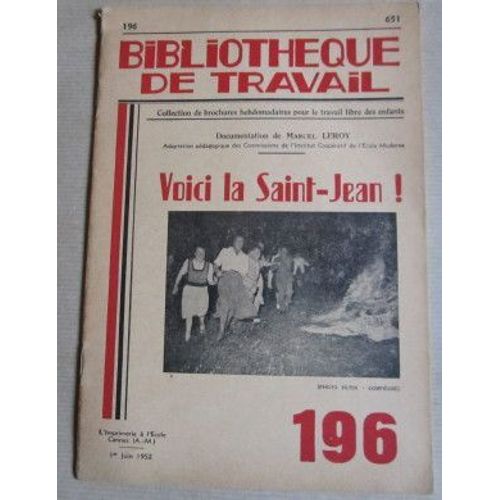 196 651
BIBLIOTHEQUE
DE TRAVAIL
Collection de brochures hebdomadaires pour le travail libre des enfants
Documentation de MARCEL LEROY
Adaptation pédagogique des Commissions de l'Institut Coopératif de l'Ecole Moderne
Voici la Saint-Jean !
L'Imprimerie à l'Ecole
Cannes (A.-M.)
1er Juin 1952
196